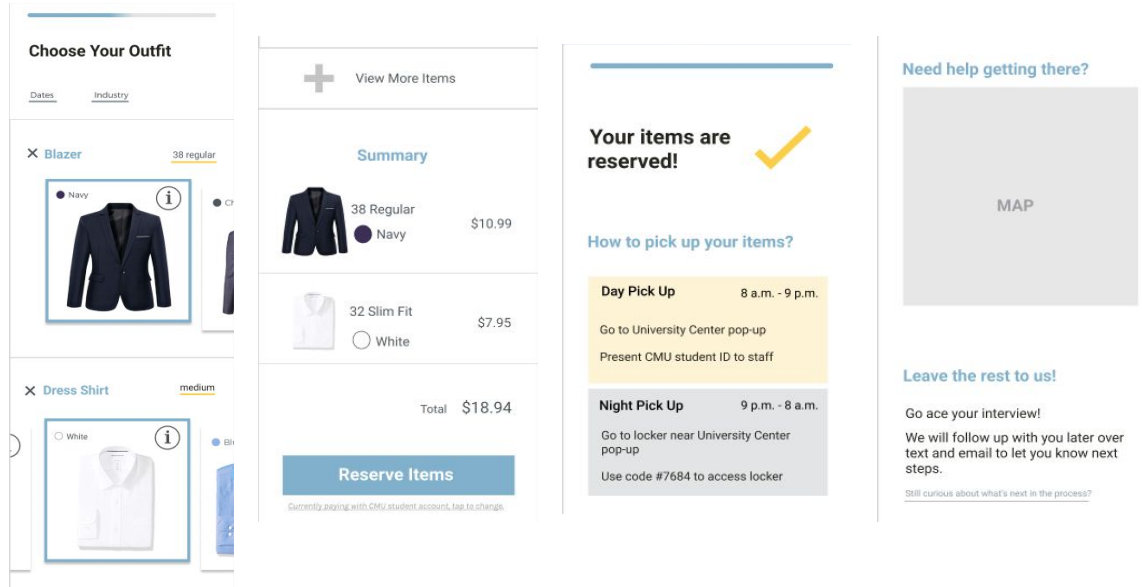 Choose Your Outfit
Dates Industry
Blazer 38 regular
Navy
i
Dress Shirt medium
White
i
View More Items
Summary
38 Regular
Navy
$10.99
32 Slim Fit
White
$7.95
Total $18.94
Reserve Items
Currently paying with CMU student account, tap to change.
Your items are
reserved!
How to pick up your items?
Day Pick Up 8 a.m. - 9 p.m.
Go to University Center pop-up
Present CMU student ID to staff
Night Pick Up 9 p.m. - 8 a.m.
Go to locker near University Center
pop-up
Use code #7684 to access locker
Need help getting there?
MAP
Leave the rest to us!
Go ace your interview!
We will follow up with you later over
text and email to let you know next
steps.
Still curious about what's next in the process?